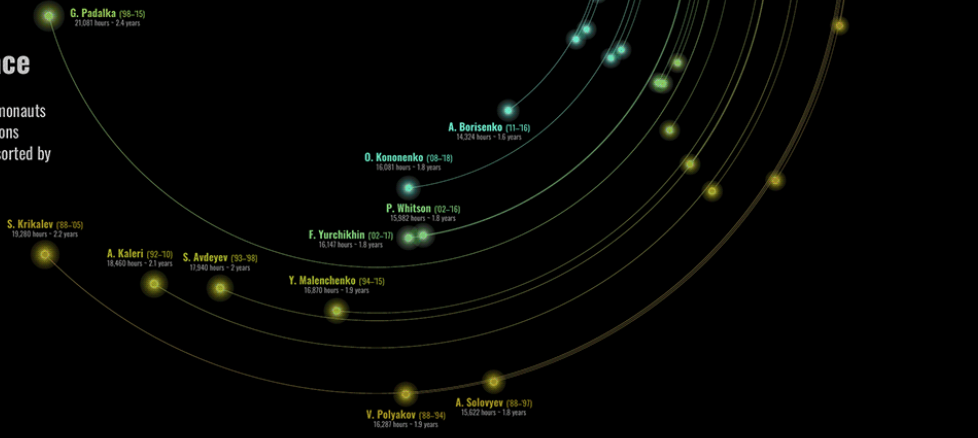 G. Padalka ('98–'15)
21,081 hours ~ 2.4 years
ce
nonauts
ons
sorted by
A. Borisenko ('11–'16)
14,324 hours ~ 1.6 years
O. Kononenko ('08–'18)
16,081 hours ~ 1.8 years
P. Whitson ('02–'16)
15,982 hours ~ 1.8 years
F. Yurchikhin ('02–'17)
16,147 hours ~ 1.8 years
S. Krikalev ('88–'05)
19,280 hours ~ 2.2 years
A. Kaleri ('92–'10)
18,460 hours ~ 2.1 years
S. Avdeyev ('93–'98)
17,940 hours ~ 2 years
Y. Malenchenko ('94–'15)
16,870 hours ~ 1.9 years
A. Solovyev ('88–'97)
15,622 hours ~ 1.8 years
V. Polyakov ('88–'94)
16,287 hours ~ 1.9 years